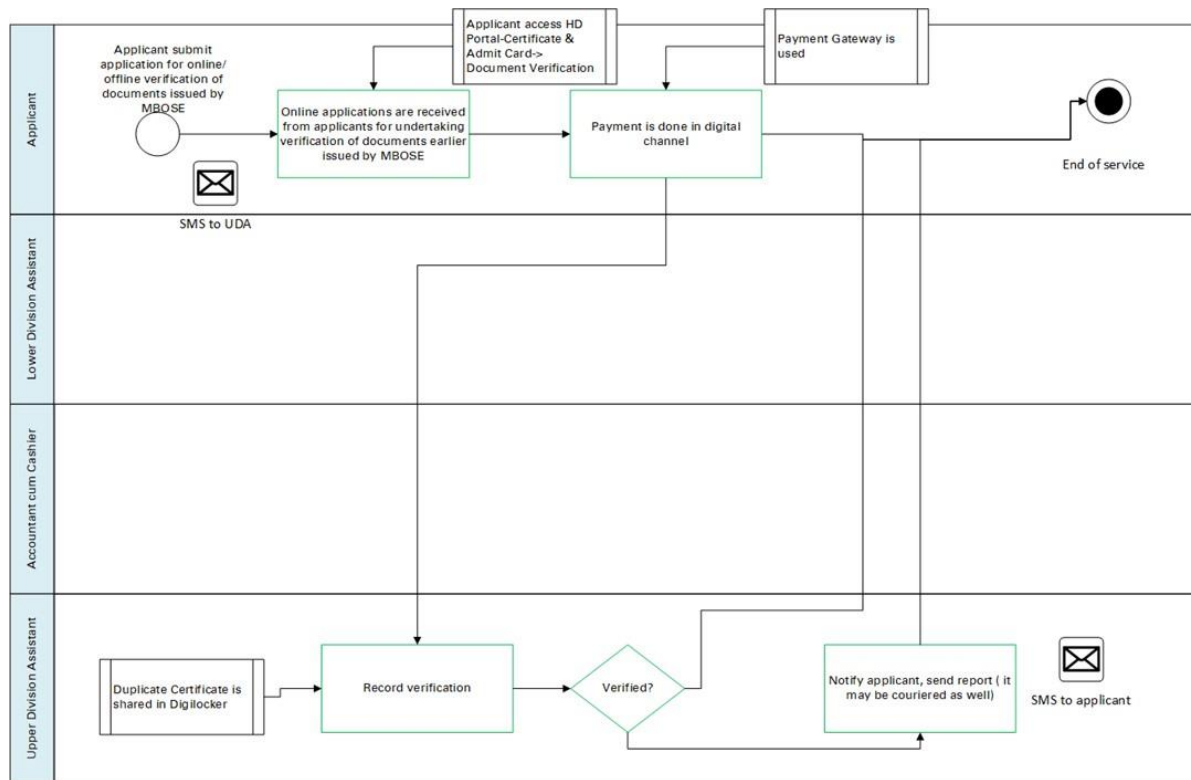 Applicant
Lower Division Assistant
Accountant cum Cashier
Upper Division Assistant
Applicant submit
application for online/
offline verification of
documents issued by
MBOSE
SMS to UDA
Applicant access HD
Portal-Certificate &
Admit Card->
Document Verification
Online applications are received
from applicants for undertaking
verification of documents earlier
issued by MBOSE
Payment Gateway is
used
Payment is done in digital
channel
End of service
Duplicate Certificate is
shared in Digilocker
Record verification
Verified?
Notify applicant, send report ( it
may be couriered as well)
SMS to applicant